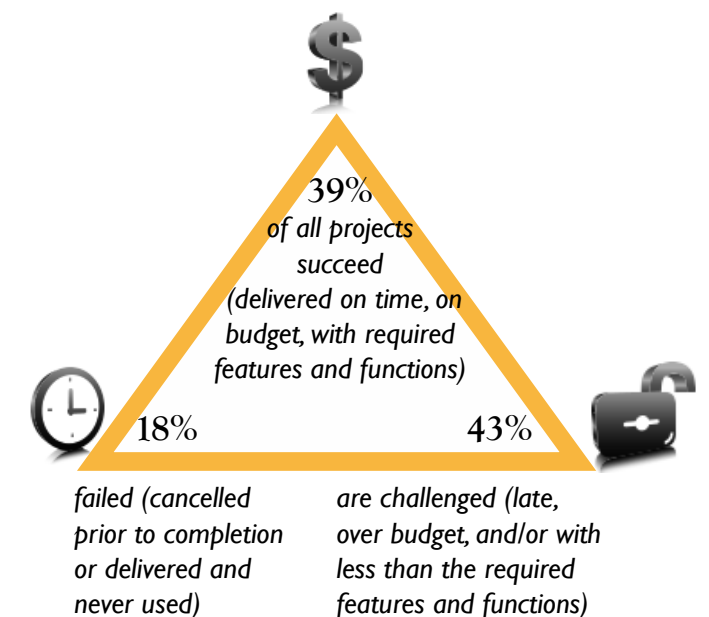 $
39%
of all projects
succeed
(delivered on time, on
budget, with required
features and functions)
18%
43%
failed (cancelled
prior to completion
or delivered and
never used)
are challenged (late,
over budget, and/or with
less than the required
features and functions)